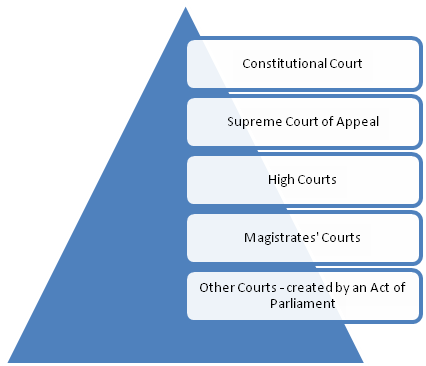 Constitutional Court
Supreme Court of Appeal
High Courts
Magistrates' Courts
Other Courts - created by an Act of
Parliament